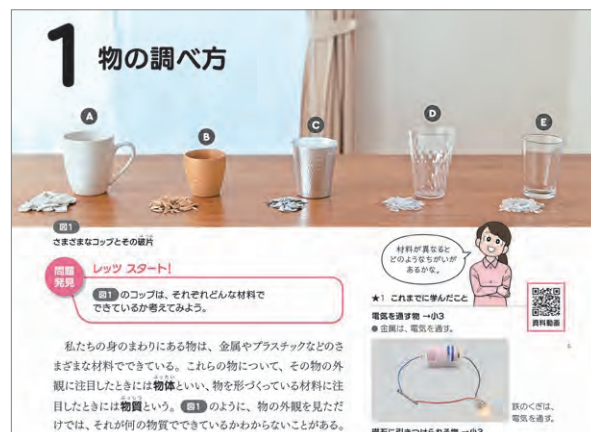 1 物の調べ方
A
B
C
D
E
図1
さまざまなコップとその破片
問題
発見
レッツ スタート!
図1 のコップは、それぞれどんな材料で
できているか考えてみよう。
私たちの身のまわりにある物は、金属やプラスチックなどのさ
まざまな材料でできている。これらの物について、その物の外
観に注目したときには物体といい、物を形づくっている材料に注
目したときには物質という。図1 のように、物の外観を見ただ
けでは、それが何の物質でできているかわからないことがある。
材料が異なると
どのようなちがいが
あるかな。
★1 これまでに学んだこと
電気を通す物 →小3
● 金属は、電気を通す。
資料動画
鉄のくぎは、
電気を通す。
磁石に引きつけられる物 →小3